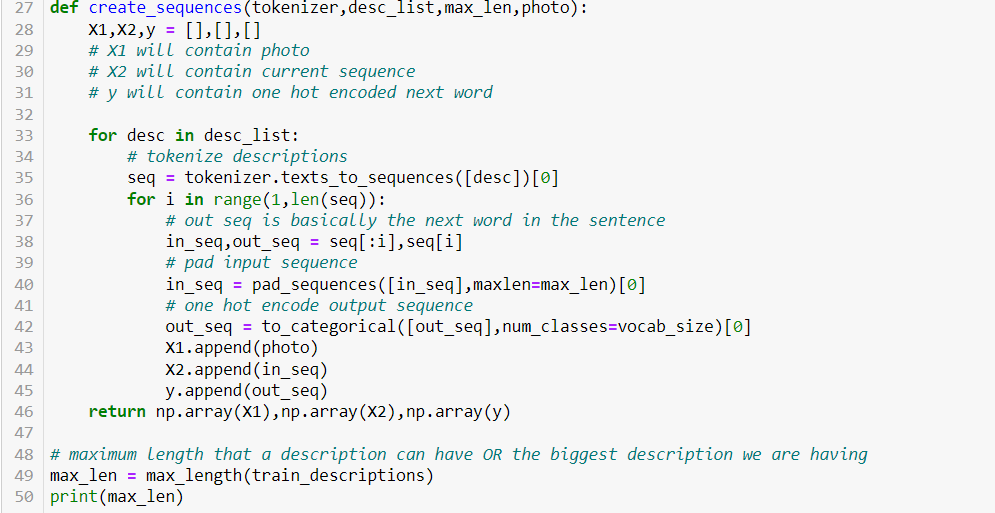 27 def create_sequences(tokenizer,desc_list,max_len,photo):
28     X1,X2,y = [],[],[]
29     # X1 will contain photo
30     # X2 will contain current sequence
31     # y will contain one hot encoded next word
32
33     for desc in desc_list:
34         # tokenize descriptions
35         seq = tokenizer.texts_to_sequences([desc])[0]
36         for i in range(1,len(seq)):
37             # out seq is basically the next word in the sentence
38             in_seq,out_seq = seq[:i],seq[i]
39             # pad input sequence
40             in_seq = pad_sequences([in_seq],maxlen=max_len)[0]
41             # one hot encode output sequence
42             out_seq = to_categorical([out_seq],num_classes=vocab_size)[0]
43             X1.append(photo)
44             X2.append(in_seq)
45             y.append(out_seq)
46     return np.array(X1),np.array(X2),np.array(y)
47
48 # maximum length that a description can have OR the biggest description we are having
49 max_len = max_length(train_descriptions)
50 print(max_len)